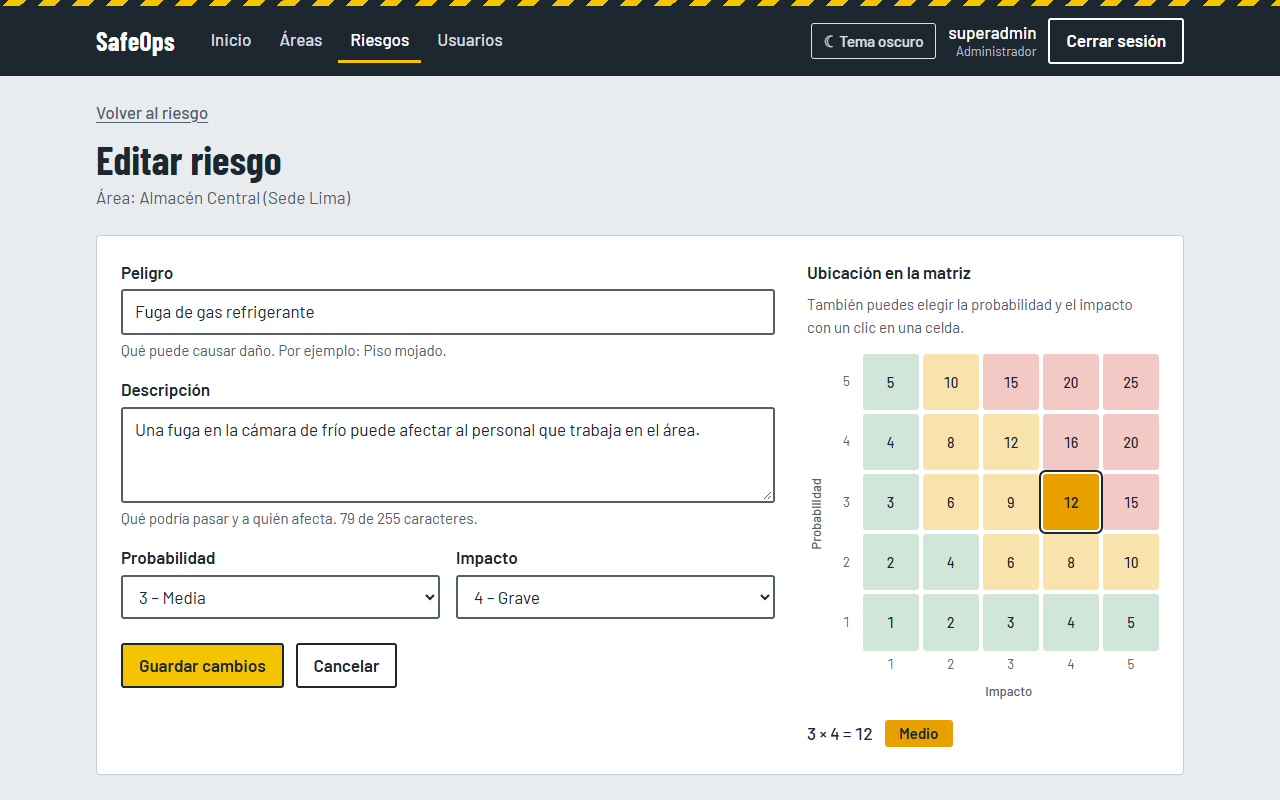 SafeOps
Inicio
Áreas
Riesgos
Usuarios
☾ Tema oscuro
superadmin
Administrador
Cerrar sesión
Volver al riesgo
Editar riesgo
Área: Almacén Central (Sede Lima)
Peligro
Fuga de gas refrigerante
Qué puede causar daño. Por ejemplo: Piso mojado.
Descripción
Una fuga en la cámara de frío puede afectar al personal que trabaja en el área.
Qué podría pasar y a quién afecta. 79 de 255 caracteres.
Probabilidad
3 – Media
Impacto
4 – Grave
Guardar cambios
Cancelar
Ubicación en la matriz
También puedes elegir la probabilidad y el impacto
con un clic en una celda.
Probabilidad
5 5 10 15 20 25
4 4 8 12 16 20
3 3 6 9 12 15
2 2 4 6 8 10
1 1 2 3 4 5
1 2 3 4 5
Impacto
3 × 4 = 12
Medio